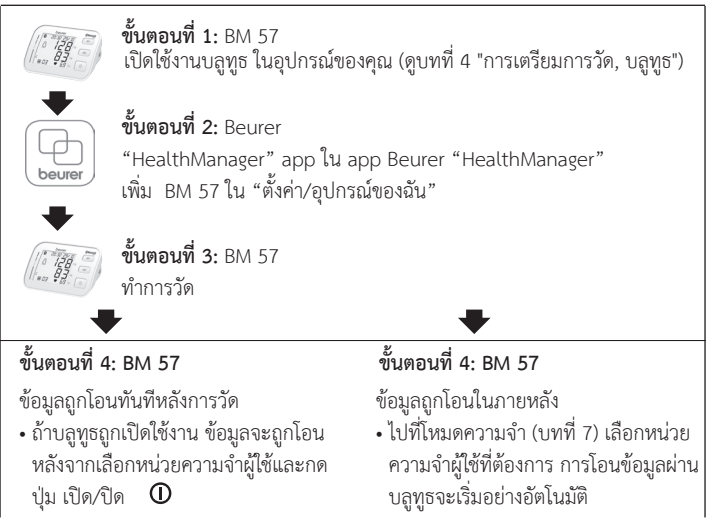 ขั้นตอนที่ 1: BM 57
เปิดใช้งานบลูทูธ ในอุปกรณ์ของคุณ (ดูบทที่ 4 "การเตรียมการวัด, บลูทูธ")
beurer
ขั้นตอนที่ 2: Beurer
“HealthManager” app ใน app Beurer “HealthManager”
เพิ่ม BM 57 ใน “ตั้งค่า/อุปกรณ์ของฉัน”
ขั้นตอนที่ 3: BM 57
ทำการวัด
ขั้นตอนที่ 4: BM 57
ข้อมูลถูกโอนทันทีหลังการวัด
• ถ้าบลูทูธถูกเปิดใช้งาน ข้อมูลจะถูกโอน
หลังจากเลือกหน่วยความจำผู้ใช้และกด
ปุ่ม เปิด/ปิด
ขั้นตอนที่ 4: BM 57
ข้อมูลถูกโอนในภายหลัง
• ไปที่โหมดความจำ (บทที่ 7) เลือกหน่วย
ความจำผู้ใช้ที่ต้องการ การโอนข้อมูลผ่าน
บลูทูธจะเริ่มอย่างอัตโนมัติ